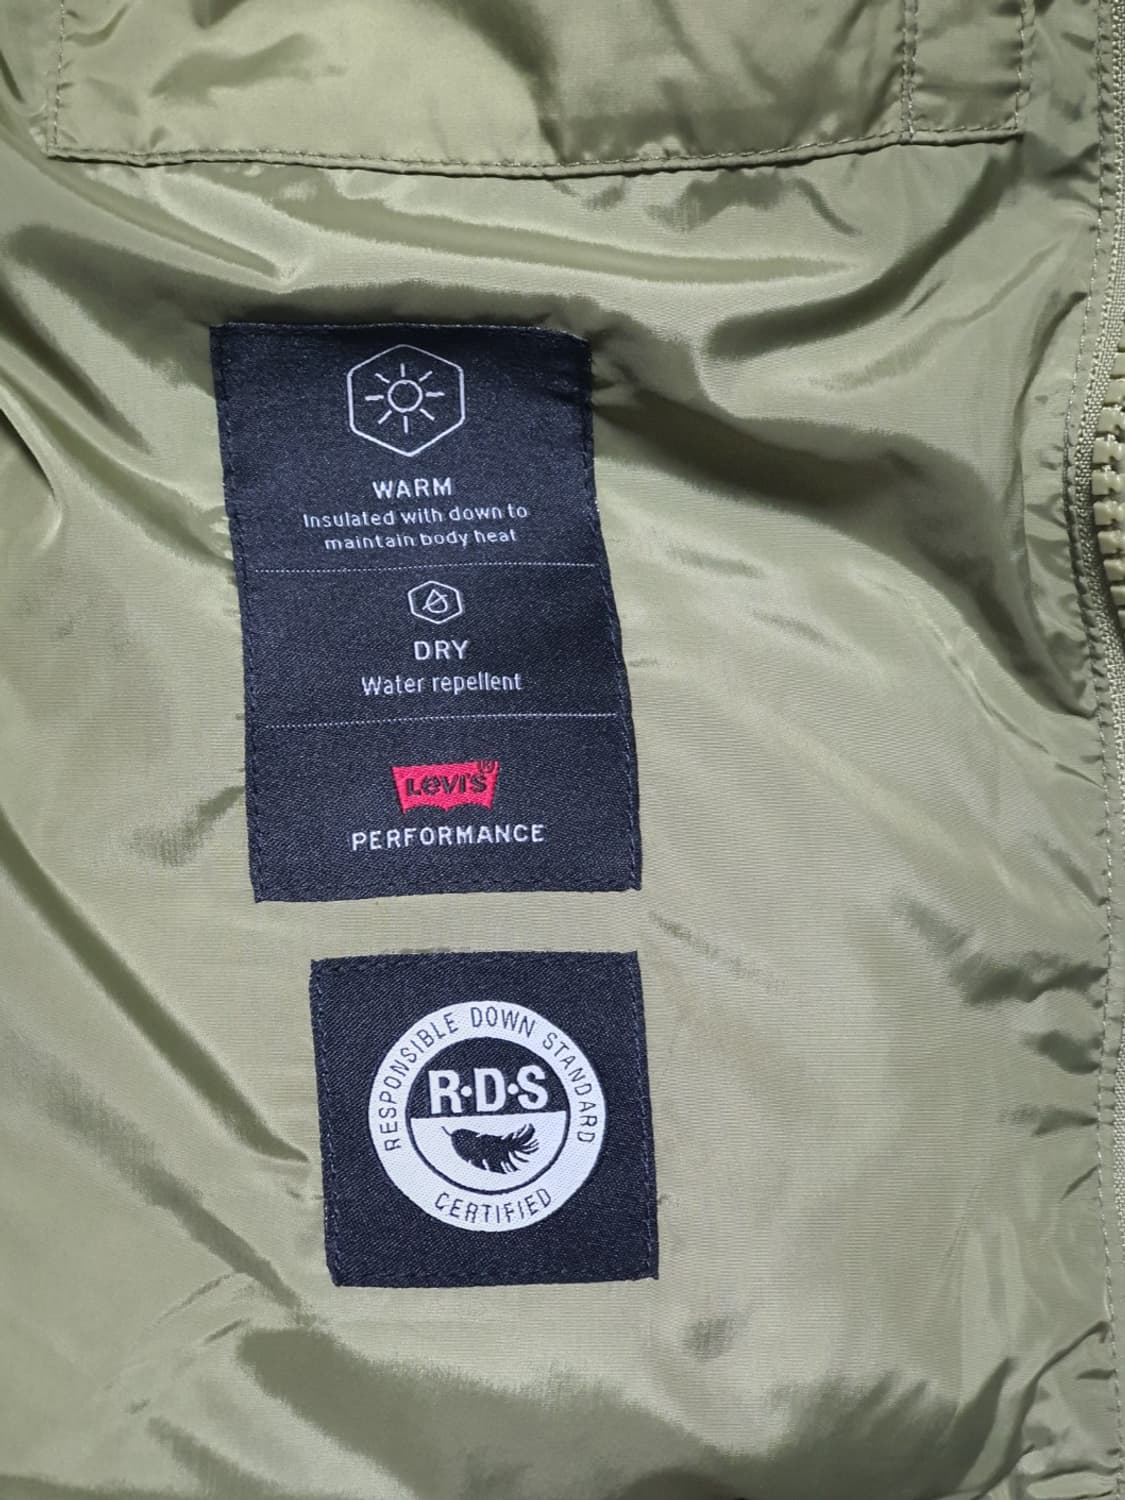 WARM
Insulated with down to
maintain body heat
DRY
Water repellent
LEVI'S®
PERFORMANCE
RESPONSIBLE DOWN STANDARD
R·D·S
CERTIFIED